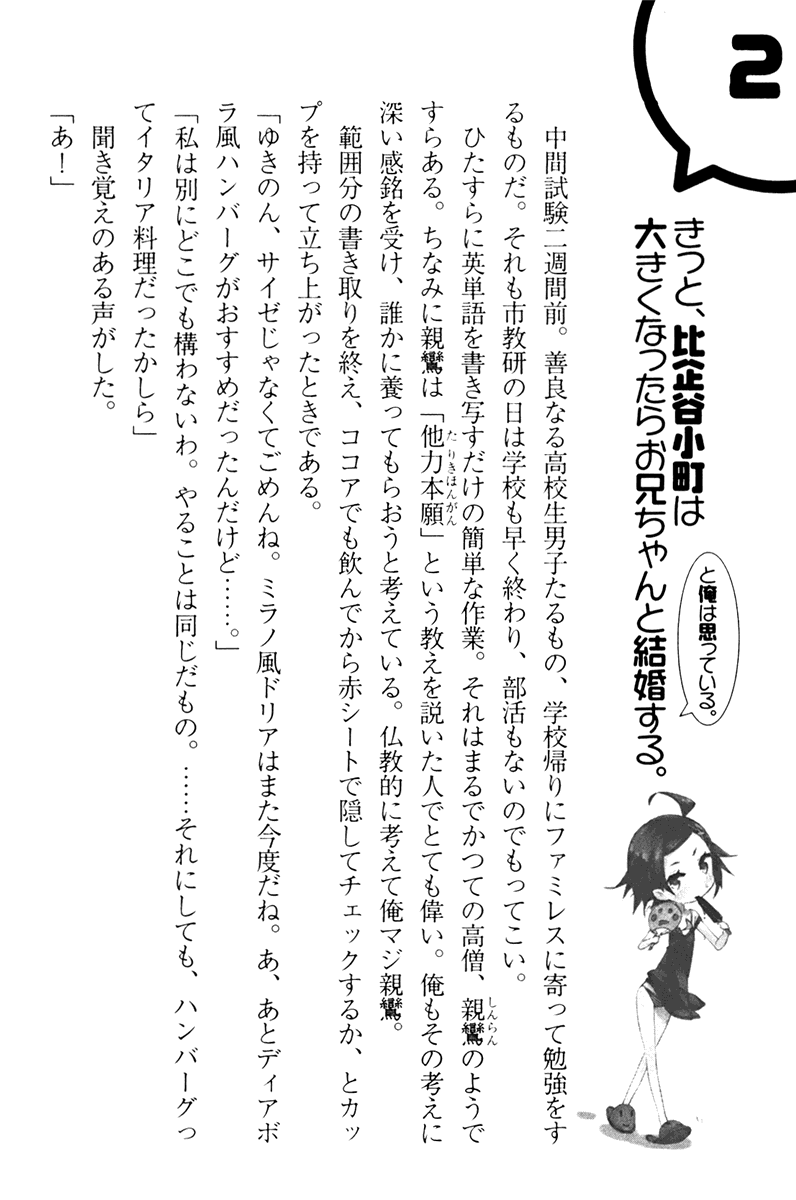 2
きっと、比企谷小町は
大きくなったらお兄ちゃんと結婚する。
と俺は思っている。
中間試験二週間前。善良なる高校生男子たるもの、学校帰りにファミレスに寄って勉強をす
るものだ。それも市教研の日は学校も早く終わり、部活もないのでもってこい。
ひたすらに英単語を書き写すだけの簡単な作業。それはまるでかつての高僧、親鸞のようで
しんらん
すらある。ちなみに親鸞は「他力本願」という教えを説いた人でとても偉い。俺もその考えに
たりきほんがん
深い感銘を受け、誰かに養ってもらおうと考えている。仏教的に考えて俺マジ親鸞。
範囲分の書き取りを終え、ココアでも飲んでから赤シートで隠してチェックするか、とカッ
プを持って立ち上がったときである。
「ゆきのん、サイゼじゃなくてごめんね。ミラノ風ドリアはまた今度だね。あ、あとディアボ
ラ風ハンバーグがおすすめだったんだけど……。」
「私は別にどこでも構わないわ。やることは同じだもの。……それにしても、ハンバーグっ
てイタリア料理だったかしら」
聞き覚えのある声がした。
「あ！」